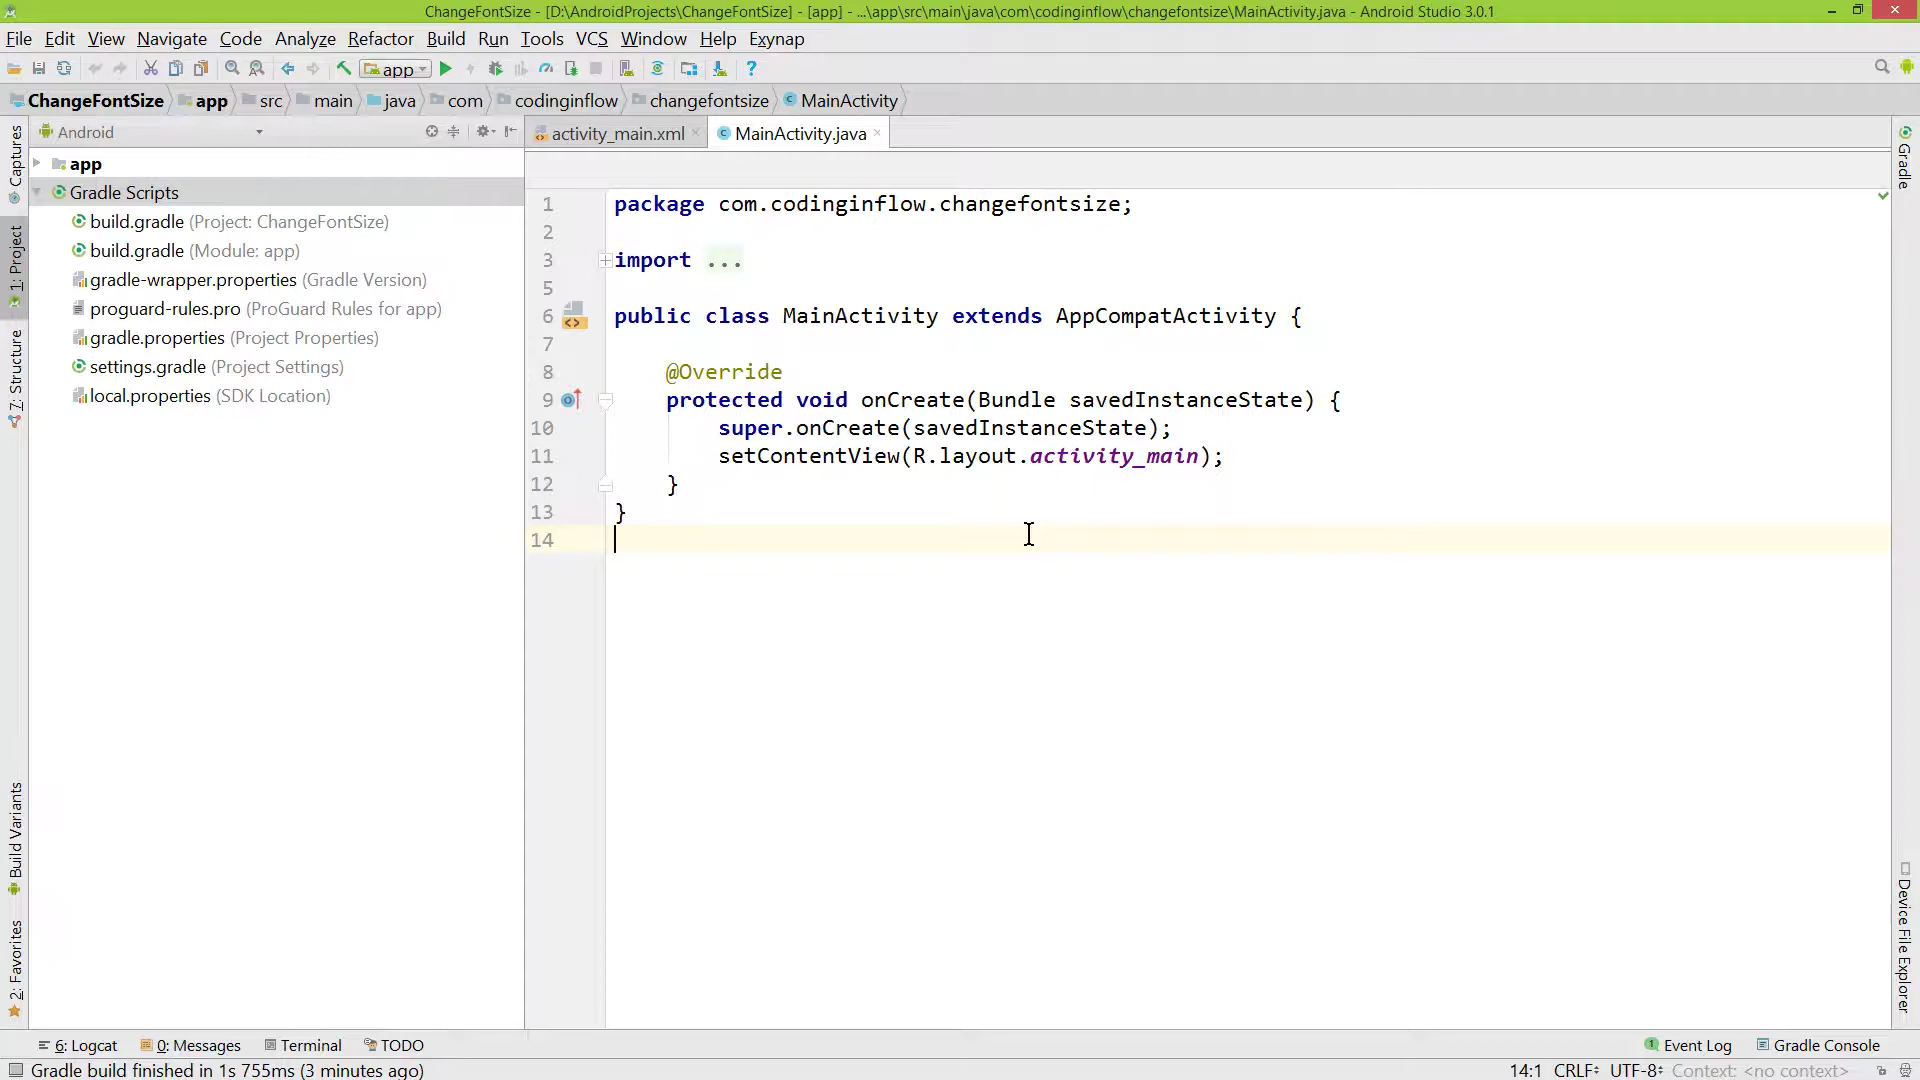 ChangeFontSize - [D:\AndroidProjects\ChangeFontSize] - [app] - ...\app\src\main\java\com\codinginflow\changefontsize\MainActivity.java - Android Studio 3.0.1
File Edit View Navigate Code Analyze Refactor Build Run Tools VCS Window Help Exynap
app
ChangeFontSize app src main java com codinginflow changefontsize MainActivity
Captures
1: Project
7: Structure
Build Variants
2: Favorites
Android
app
Gradle Scripts
build.gradle (Project: ChangeFontSize)
build.gradle (Module: app)
gradle-wrapper.properties (Gradle Version)
proguard-rules.pro (ProGuard Rules for app)
gradle.properties (Project Properties)
settings.gradle (Project Settings)
local.properties (SDK Location)
activity_main.xml MainActivity.java
1 package com.codinginflow.changefontsize;
2
3 import ...
5
6 public class MainActivity extends AppCompatActivity {
7
8 @Override
9 protected void onCreate(Bundle savedInstanceState) {
10 super.onCreate(savedInstanceState);
11 setContentView(R.layout.activity_main);
12 }
13 }
14
Gradle
Device File Explorer
6: Logcat 0: Messages Terminal TODO 1 Event Log Gradle Console
Gradle build finished in 1s 755ms (3 minutes ago) 14:1 CRLF UTF-8 Context: <no context>